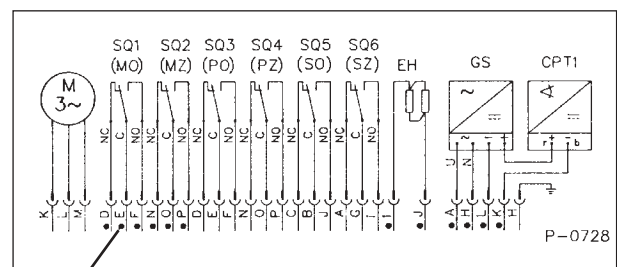 SQ1 SQ2 SQ3 SQ4 SQ5 SQ6
(MO) (MZ) (PO) (PZ) (SO) (SZ) EH GS CPT1
M
3~
~
NC C NO NC C NO NC C NO NC C NO NC C NO NC C NO
~ ~ − + r + − b
U N
K L M D E F N O P D E F N O P C B J A G I I J A H L K H
P-0728